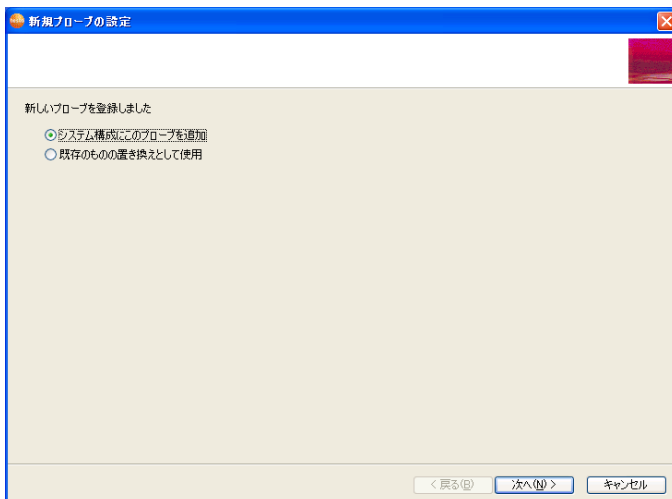 新規プローブの設定
新しいプローブを登録しました
システム構成にこのプローブを追加
既存のものの置き換えとして使用
< 戻る(B) 次へ(N) > キャンセル